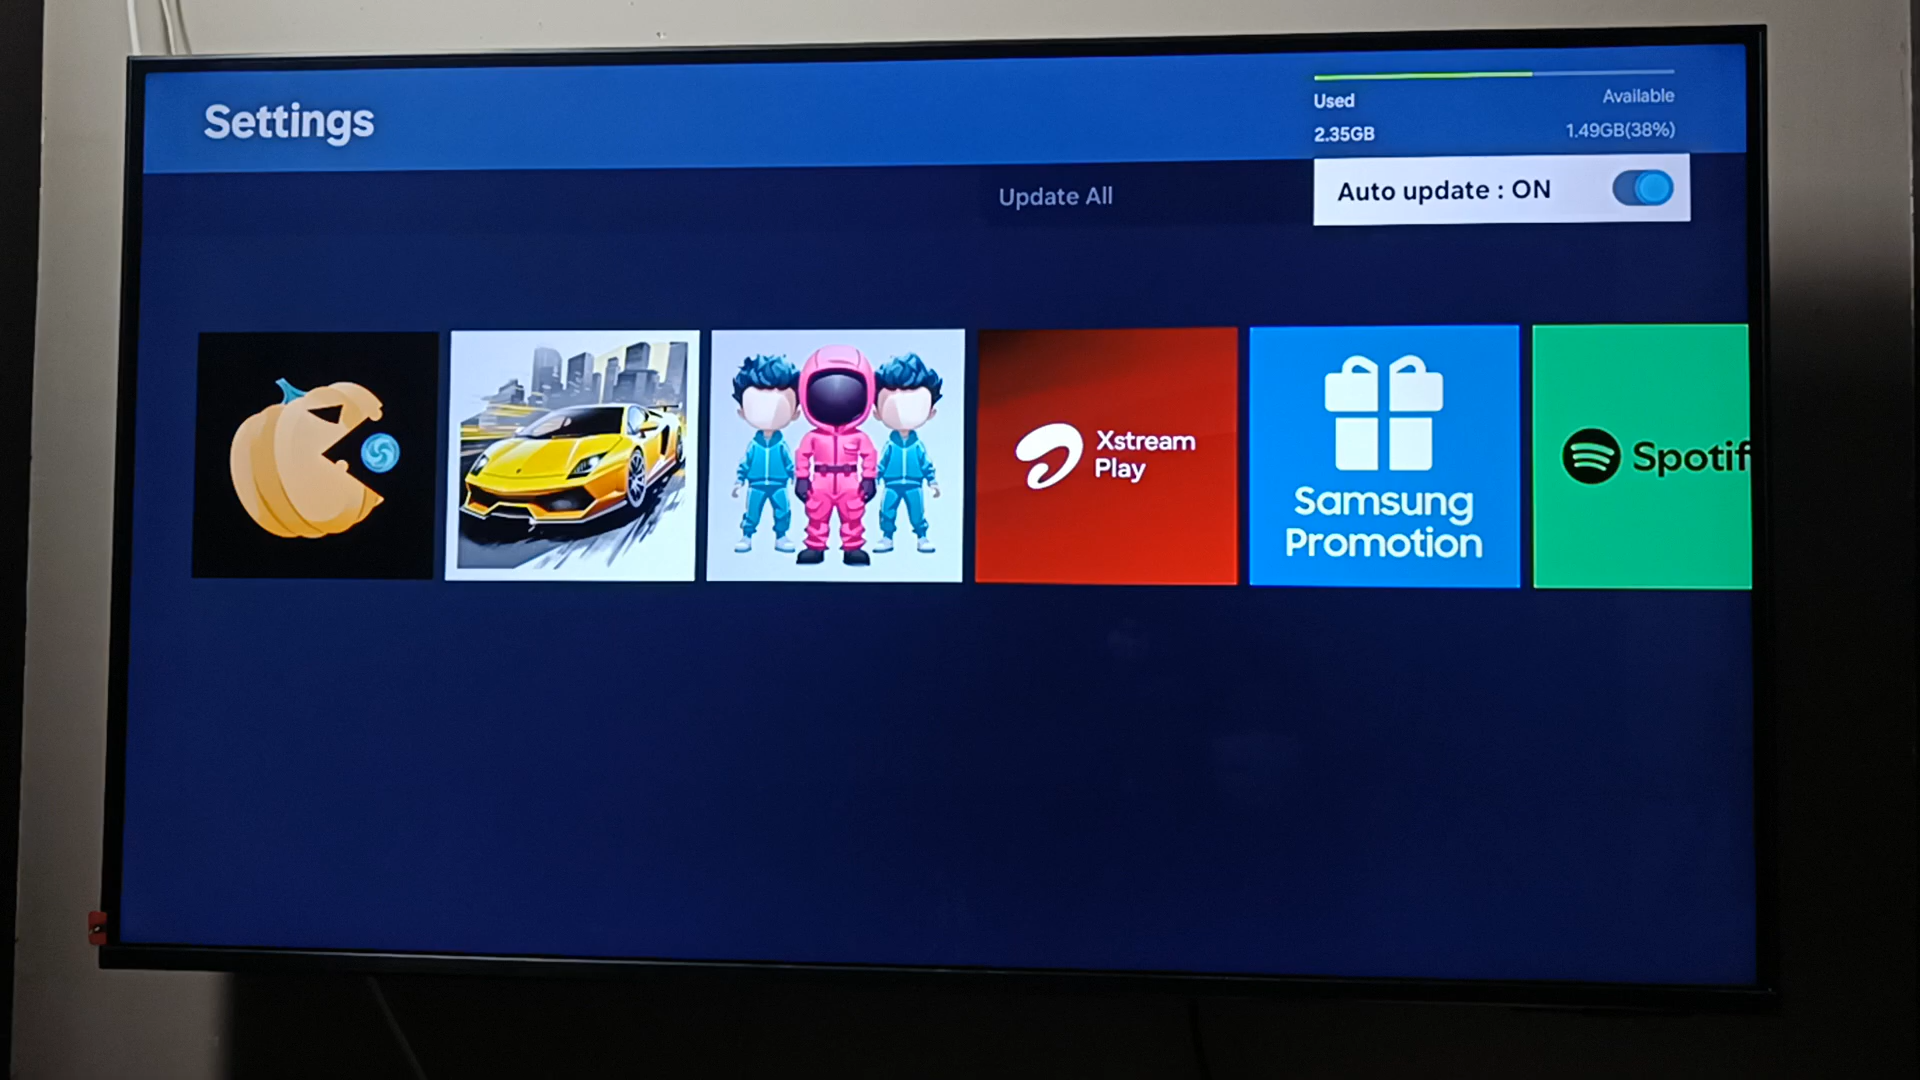 Settings
Used
Available
2.35GB
1.49GB(38%)
Update All
Auto update : ON
Xstream
Play
Samsung
Promotion
Spotif